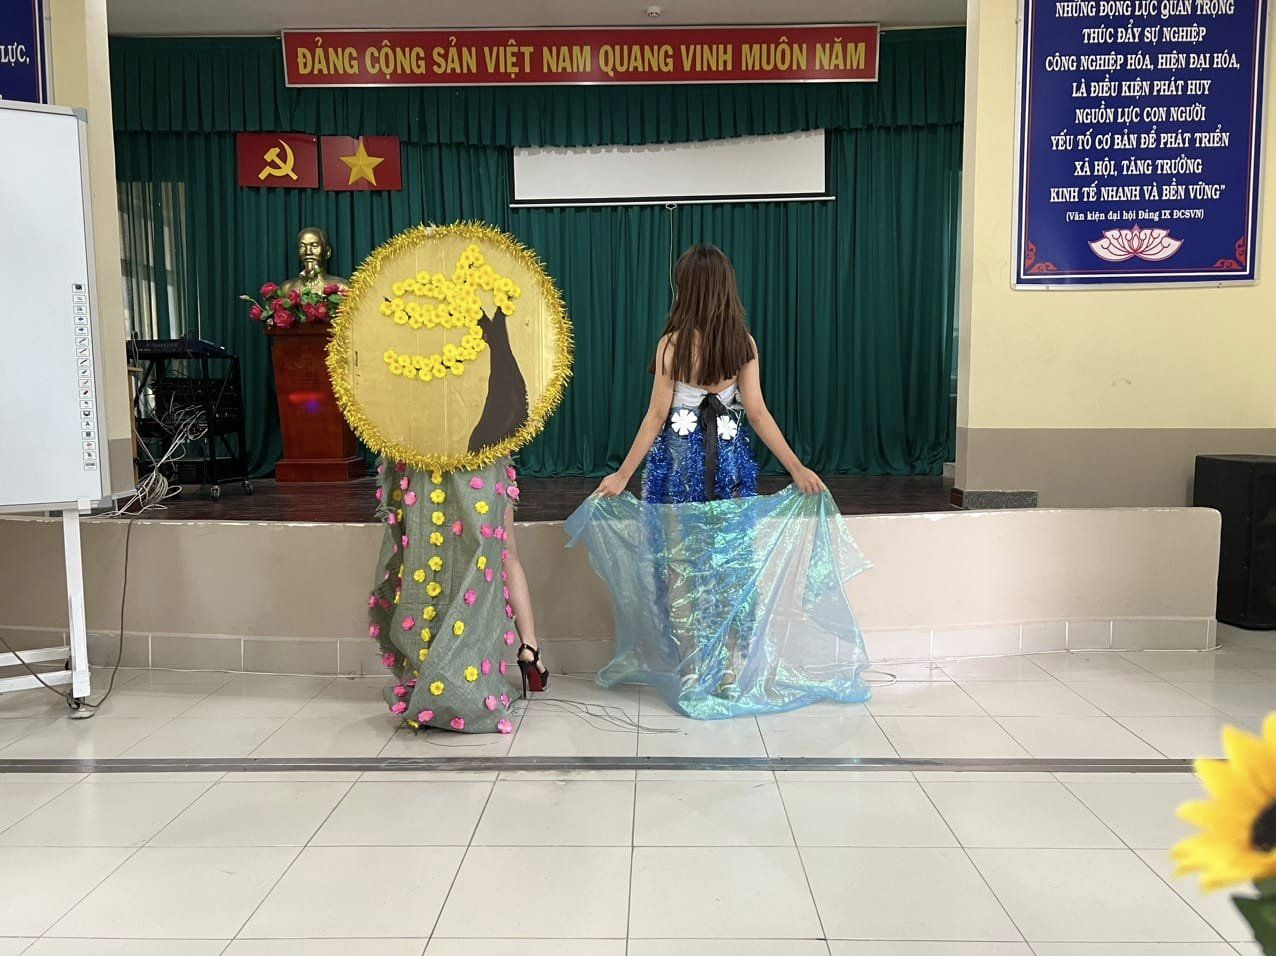 ĐẢNG CỘNG SẢN VIỆT NAM QUANG VINH MUÔN NĂM
LỰC,
NHỮNG ĐỘNG LỰC QUAN TRỌNG
THÚC ĐẨY SỰ NGHIỆP
CÔNG NGHIỆP HÓA, HIỆN ĐẠI HÓA,
LÀ ĐIỀU KIỆN PHÁT HUY
NGUỒN LỰC CON NGƯỜI
YẾU TỐ CƠ BẢN ĐỂ PHÁT TRIỂN
XÃ HỘI, TĂNG TRƯỞNG
KINH TẾ NHANH VÀ BỀN VỮNG”
(Văn kiện đại hội Đảng IX ĐCSVN)